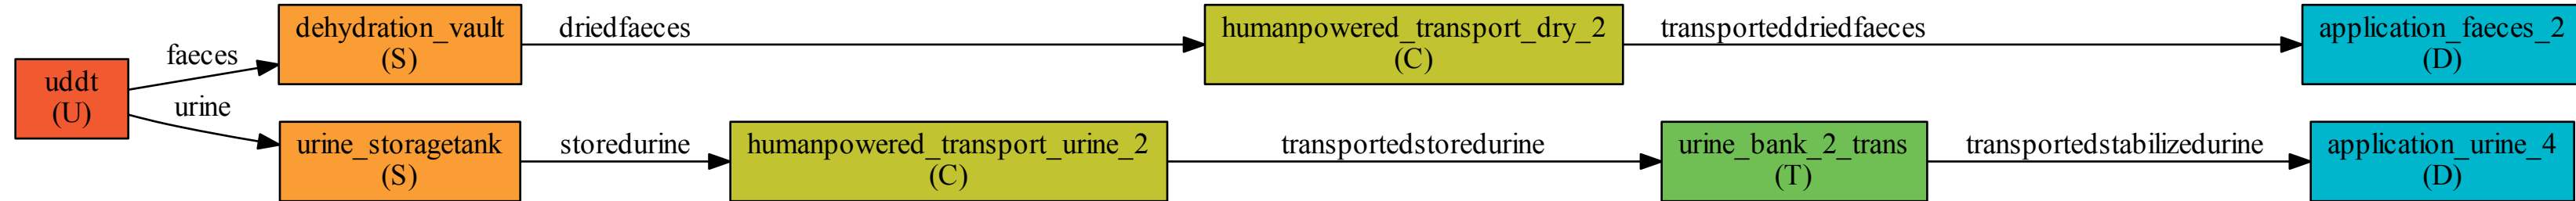 uddt
(U)
faeces
urine
dehydration_vault
(S)
driedfaeces
humanpowered_transport_dry_2
(C)
transporteddriedfaeces
application_faeces_2
(D)
urine_storagetank
(S)
storedurine
humanpowered_transport_urine_2
(C)
transportedstoredurine
urine_bank_2_trans
(T)
transportedstabilizedurine
application_urine_4
(D)